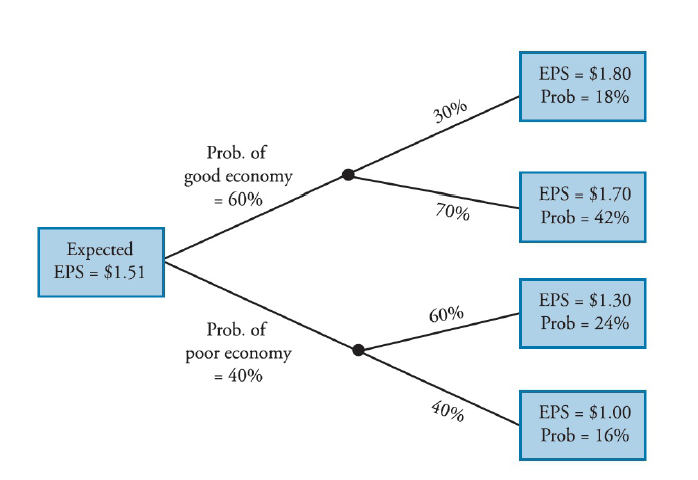 EPS = $1.80
Prob = 18%
30%
Prob. of
good economy
= 60%
70%
EPS = $1.70
Prob = 42%
Expected
EPS = $1.51
60%
EPS = $1.30
Prob = 24%
Prob. of
poor economy
= 40%
40%
EPS = $1.00
Prob = 16%